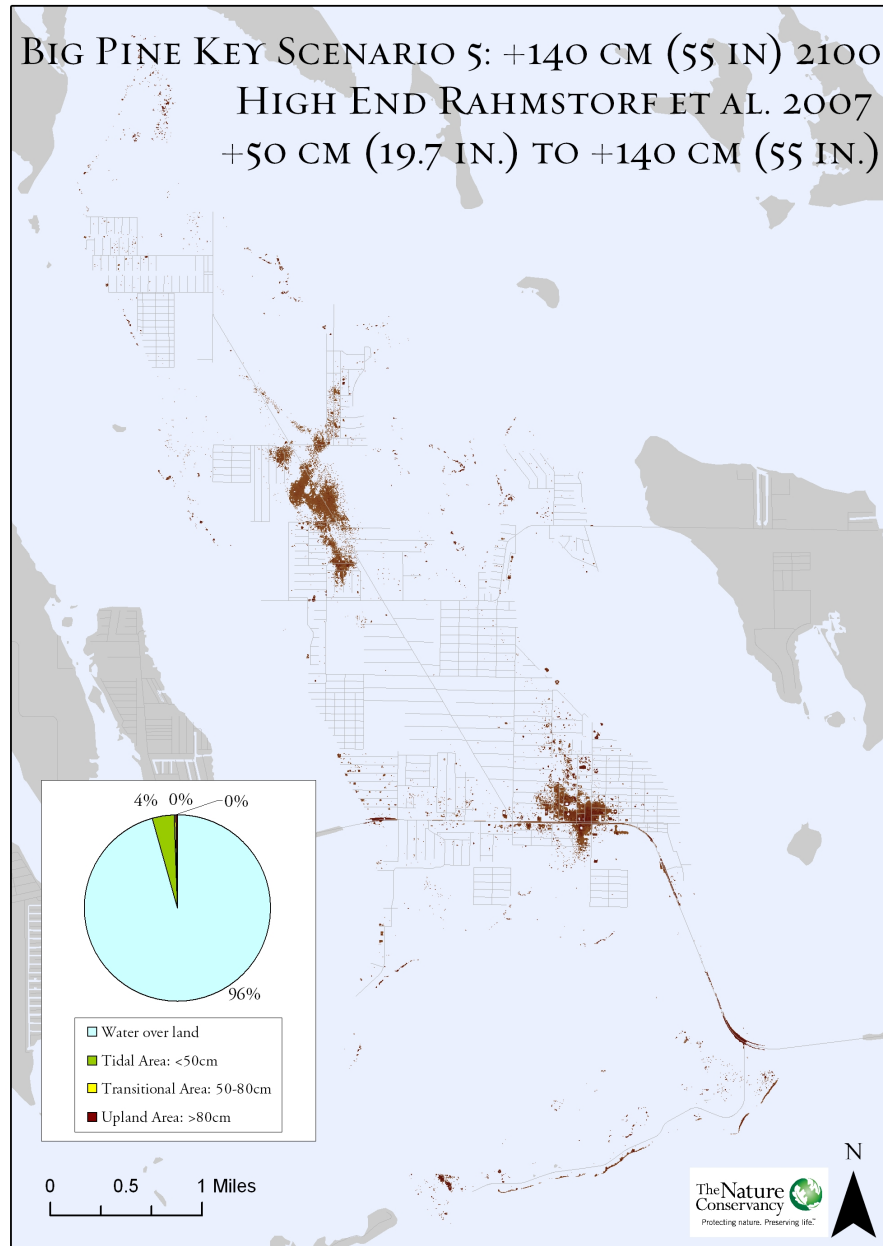 BIG PINE KEY SCENARIO 5: +140 CM (55 IN) 2100
HIGH END RAHMSTORF ET AL. 2007
+50 CM (19.7 IN.) TO +140 CM (55 IN.)
4% 0% 0%
96%
Water over land
Tidal Area: <50cm
Transitional Area: 50-80cm
Upland Area: >80cm
0 0.5 1 Miles
The Nature
Conservancy
Protecting nature. Preserving life.™
N